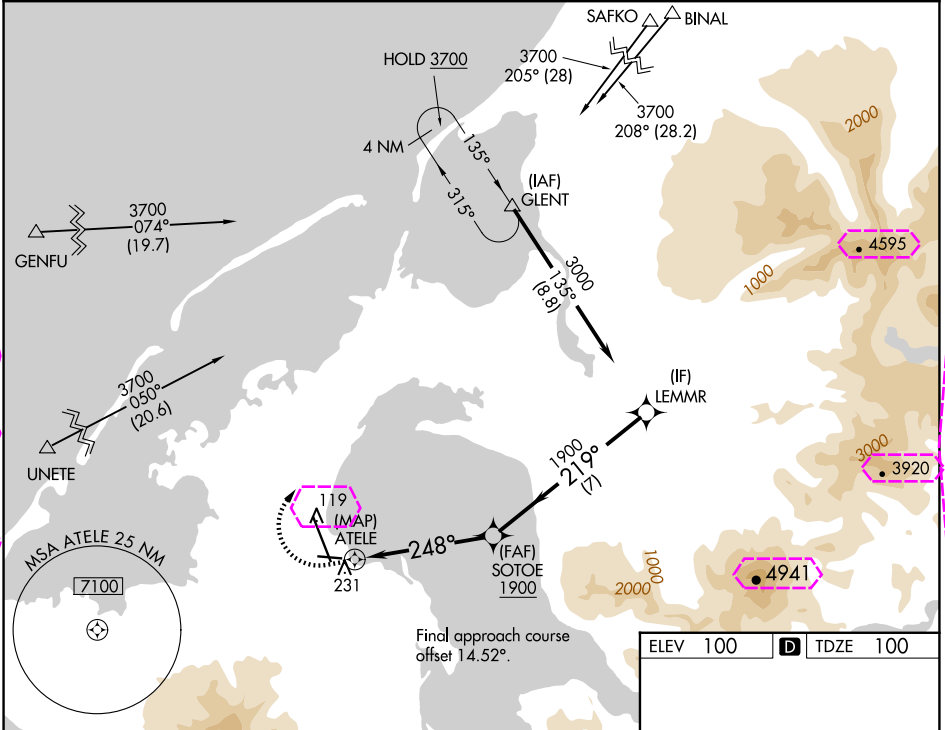 SAFKO
BINAL
HOLD 3700
3700
205° (28)
3700
208° (28.2)
2000
4 NM
135°
315°
(IAF)
GLENT
3700
074°
(19.7)
GENFU
4595
1000
3000
135°
(8.8)
3700
050°
(20.6)
UNETE
(IF)
LEMMR
1900
219°
(7)
3000
3920
119
(MAP)
ATELE
248°
(FAF)
SOTOE
1900
231
MSA ATELE 25 NM
7100
1000
2000
4941
Final approach course
offset 14.52°.
ELEV 100 D TDZE 100